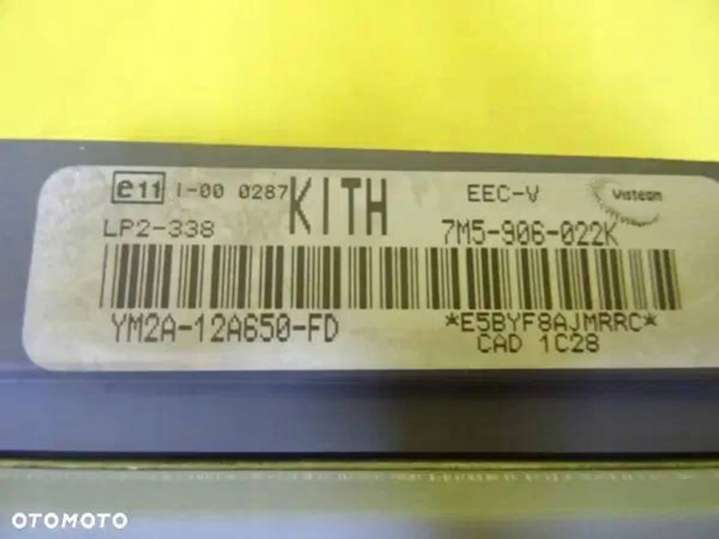 e11 I-00 0287 KITH EEC-V Visteon
LP2-338 7M5-906-022K
YM2A-12A650-FD *E5BYF8AJMRRC*
CAD 1C28
OTOMOTO